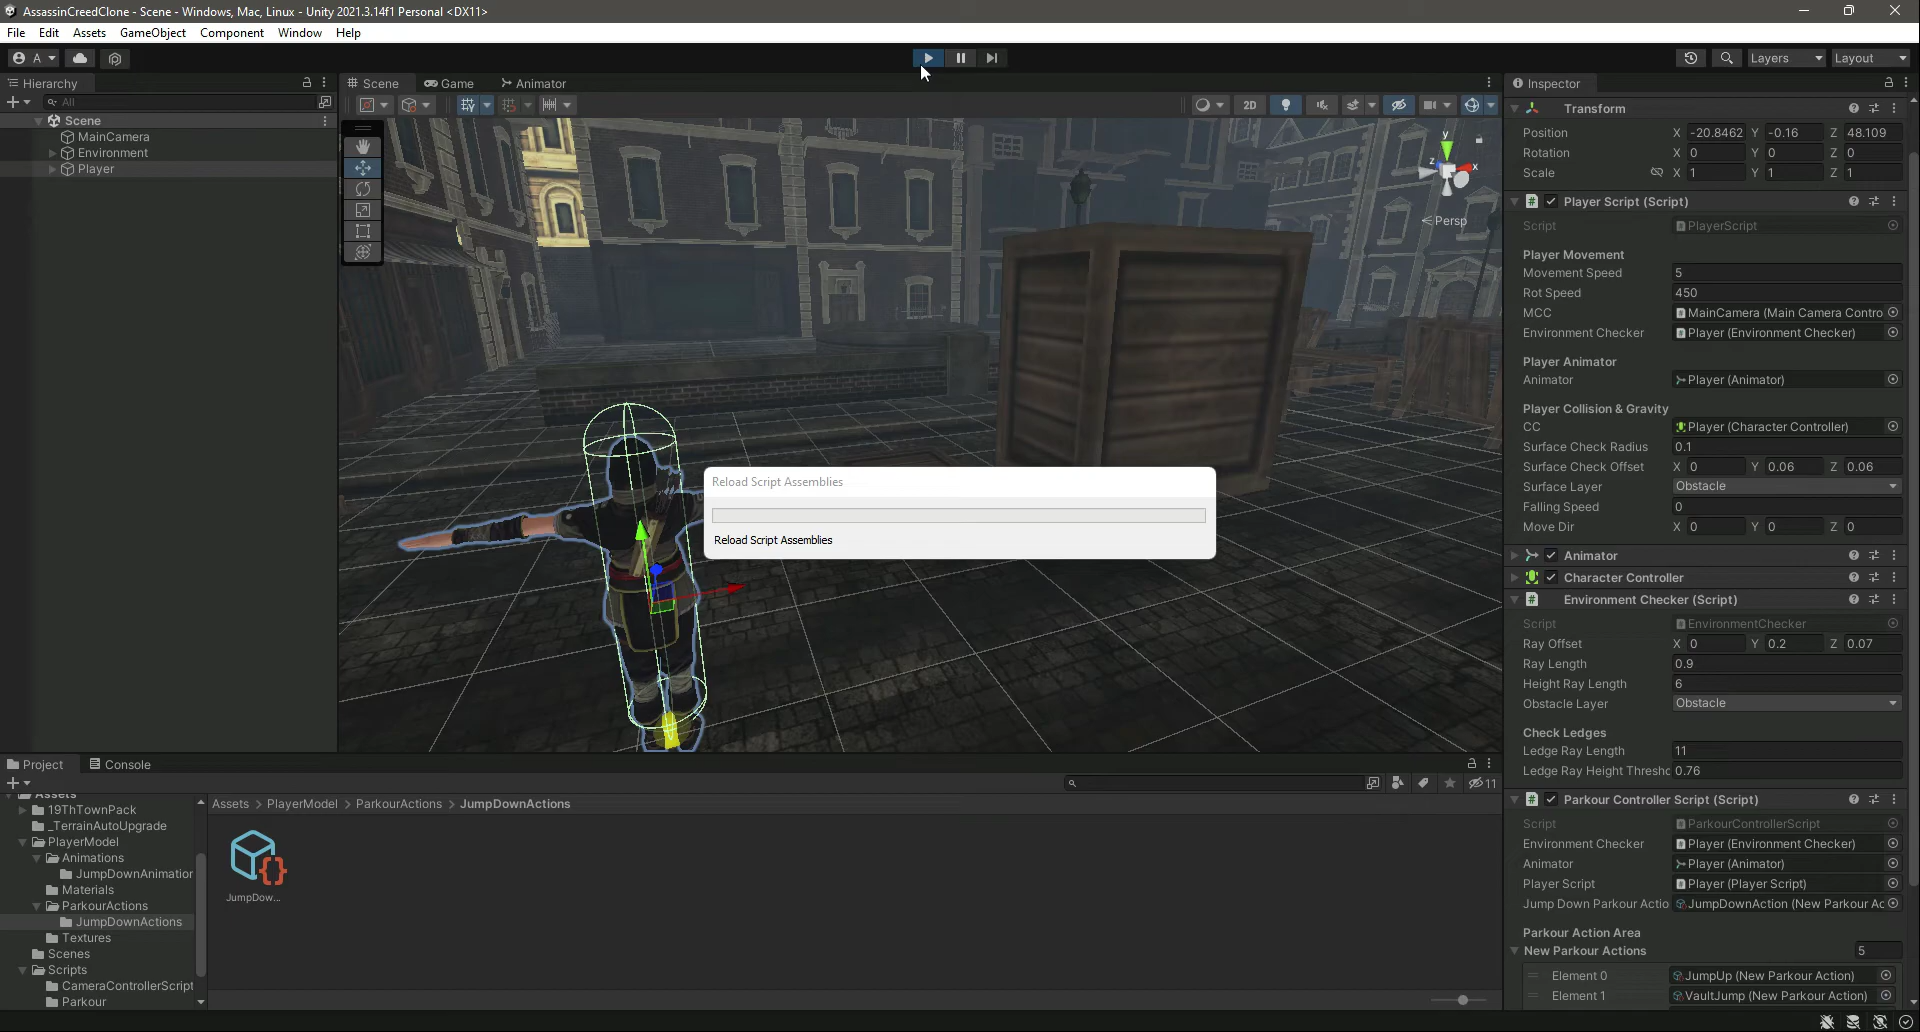 AssassinCreedClone - Scene - Windows, Mac, Linux - Unity 2021.3.14f1 Personal <DX11>
File Edit Assets GameObject Component Window Help
A Layers Layout
Hierarchy
All
Scene
MainCamera
Environment
Player
Scene Game Animator
2D
y
x
z
Persp
Reload Script Assemblies
Reload Script Assemblies
Inspector
Transform
Position X -20.8462 Y -0.16 Z 48.109
Rotation X 0 Y 0 Z 0
Scale X 1 Y 1 Z 1
Player Script (Script)
Script PlayerScript
Player Movement
Movement Speed 5
Rot Speed 450
MCC MainCamera (Main Camera Contro
Environment Checker Player (Environment Checker)
Player Animator
Animator Player (Animator)
Player Collision & Gravity
CC Player (Character Controller)
Surface Check Radius 0.1
Surface Check Offset X 0 Y 0.06 Z 0.06
Surface Layer Obstacle
Falling Speed 0
Move Dir X 0 Y 0 Z 0
Animator
Character Controller
Environment Checker (Script)
Script EnvironmentChecker
Ray Offset X 0 Y 0.2 Z 0.07
Ray Length 0.9
Height Ray Length 6
Obstacle Layer Obstacle
Check Ledges
Ledge Ray Length 11
Ledge Ray Height Thresho 0.76
Parkour Controller Script (Script)
Script ParkourControllerScript
Environment Checker Player (Environment Checker)
Animator Player (Animator)
Player Script Player (Player Script)
Jump Down Parkour Actio JumpDownAction (New Parkour Ac
Parkour Action Area
New Parkour Actions 5
Element 0 JumpUp (New Parkour Action)
Element 1 VaultJump (New Parkour Action)
Project Console
11
Assets
19ThTownPack
_TerrainAutoUpgrade
PlayerModel
Animations
JumpDownAnimation
Materials
ParkourActions
JumpDownActions
Textures
Scenes
Scripts
CameraControllerScript
Parkour
Assets > PlayerModel > ParkourActions > JumpDownActions
JumpDow...